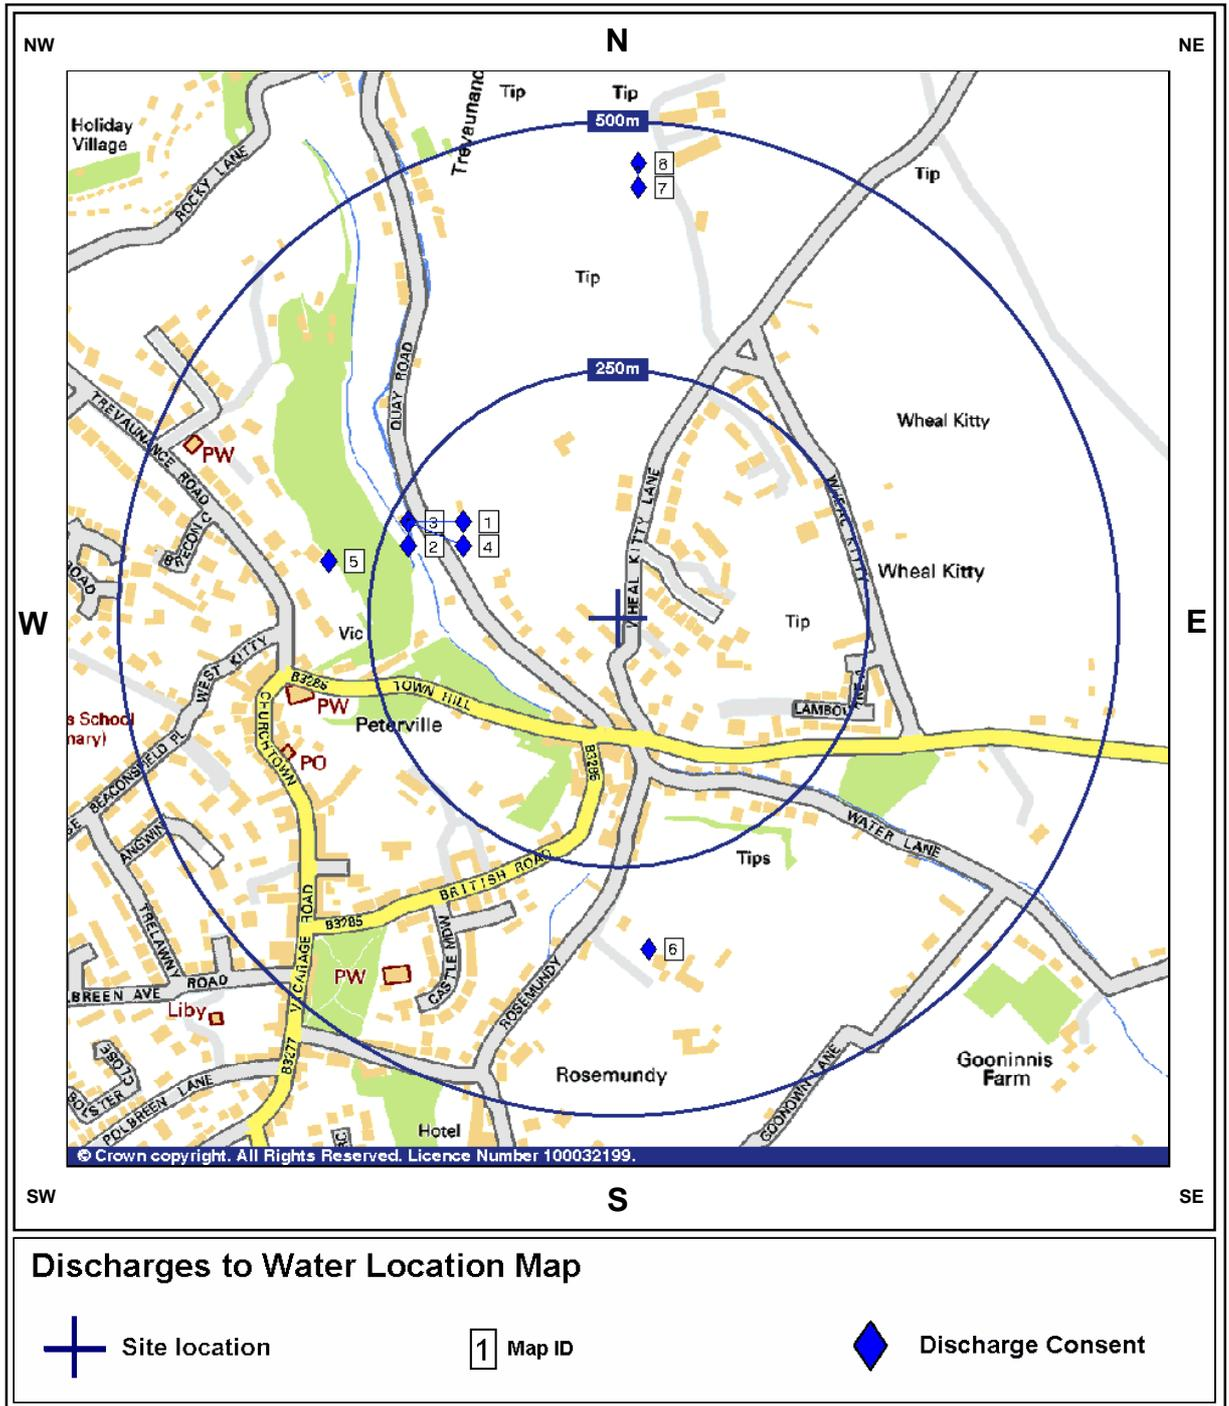 NW
N
NE
Tip
Tip
Trevaunanc
Holiday
Village
500m
8
7
Tip
ROCKY LANE
Tip
250m
QUAY ROAD
TREVAUNANCE ROAD
PW
Wheal Kitty
WHEAL KITTY LANE
WHEAL KITTY
BEACON C
3
1
2
4
5
OAD
Wheal Kitty
W
E
Vic
Tip
WEST KITTY
B3285
TOWN HILL
PW
Peterville
LAMBOU
s School
nary)
CHURCHTOWN
PO
B3285
BEACONSFIELD PL
ANGWIN
WATER LANE
Tips
BRITISH ROAD
VICARAGE ROAD
B3285
TRELAWNY
ROAD
LBREEN AVE
CASTLE MDW
PW
6
ROSEMUNDY
Liby
B3277
CLOSE
BOLSTER
POLBREEN LANE
Rosemundy
GOONOWN LANE
Gooninnis
Farm
Hotel
© Crown copyright. All Rights Reserved. Licence Number 100032199.
SW
S
SE
Discharges to Water Location Map
Site location
1
Map ID
Discharge Consent